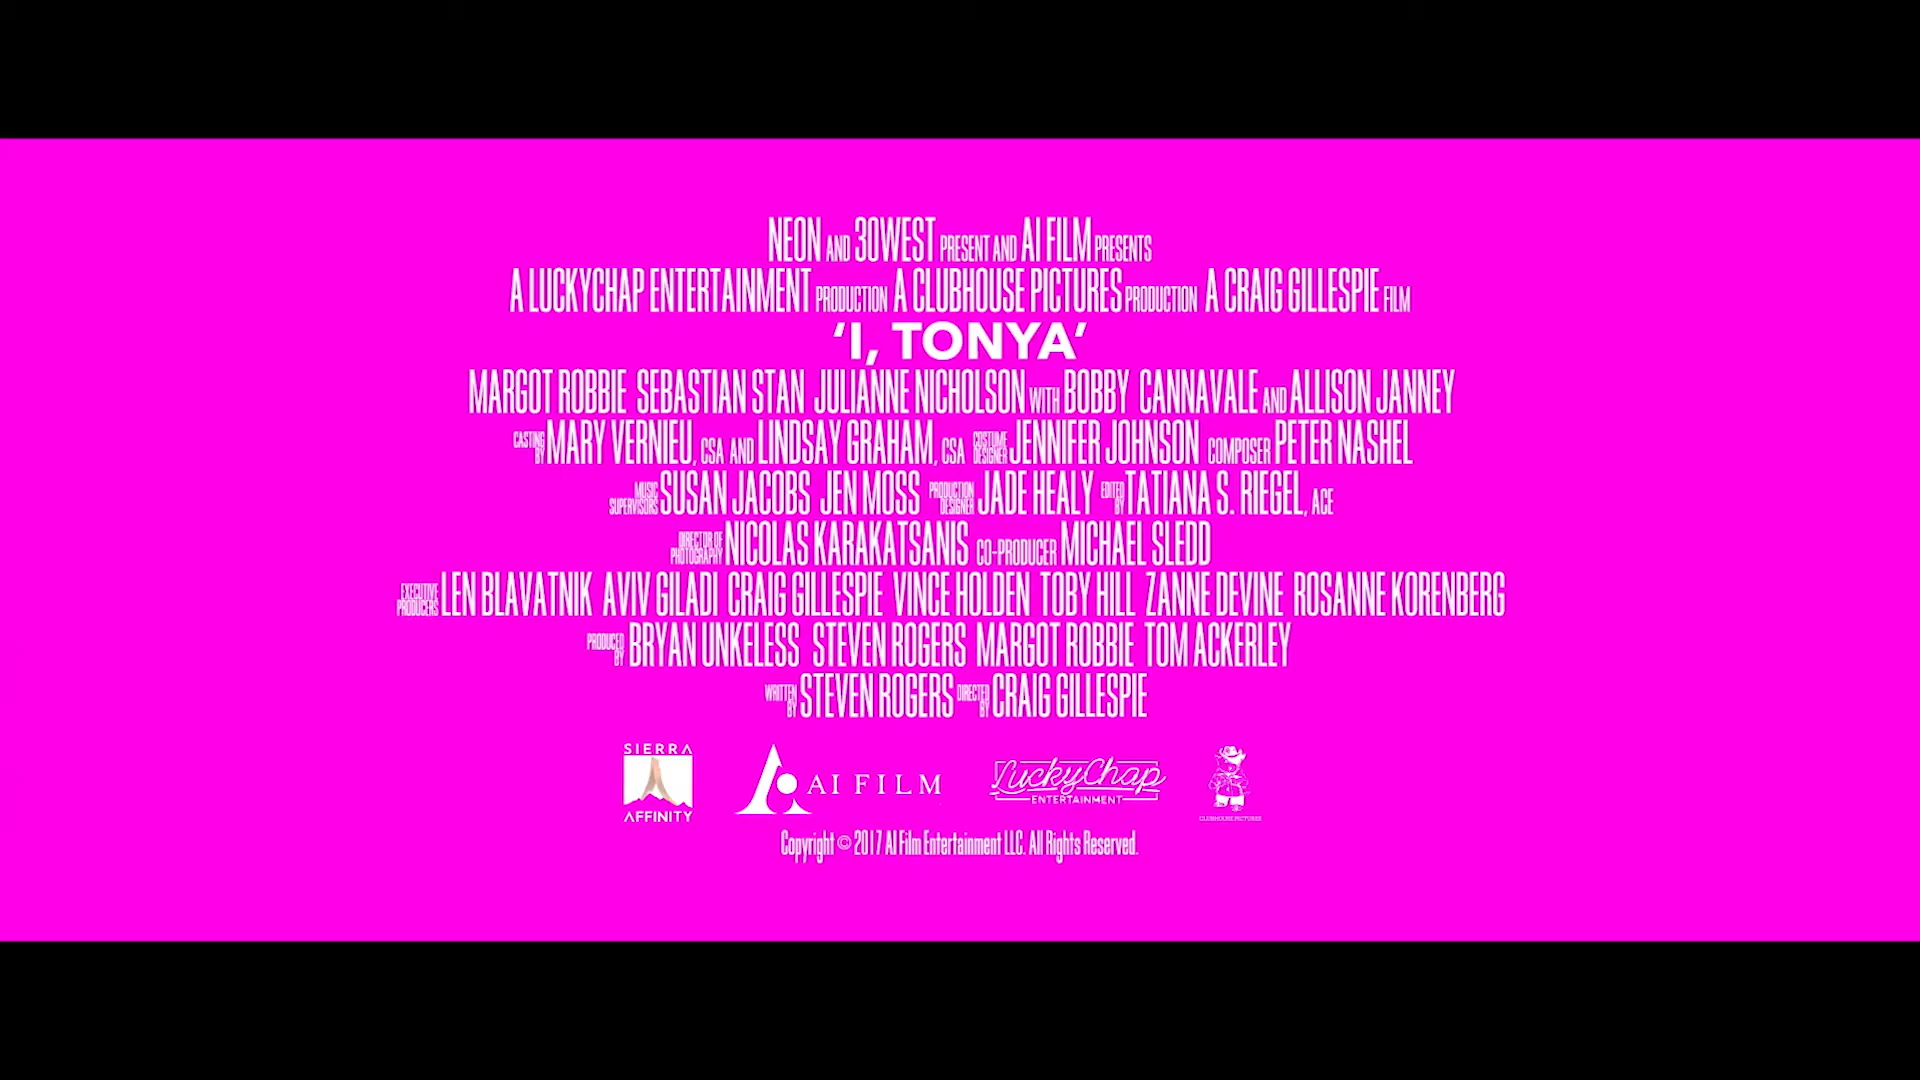 NEON AND 30WEST PRESENT AND AI FILM PRESENTS
A LUCKYCHAP ENTERTAINMENT PRODUCTION A CLUBHOUSE PICTURES PRODUCTION A CRAIG GILLESPIE FILM
‘I, TONYA’
MARGOT ROBBIE SEBASTIAN STAN JULIANNE NICHOLSON WITH BOBBY CANNAVALE AND ALLISON JANNEY
CASTING BY MARY VERNIEU, CSA AND LINDSAY GRAHAM, CSA COSTUME DESIGNER JENNIFER JOHNSON COMPOSER PETER NASHEL
MUSIC SUPERVISORS SUSAN JACOBS JEN MOSS PRODUCTION DESIGNER JADE HEALY EDITED BY TATIANA S. RIEGEL, ACE
DIRECTOR OF PHOTOGRAPHY NICOLAS KARAKATSANIS CO-PRODUCER MICHAEL SLEDD
EXECUTIVE PRODUCERS LEN BLAVATNIK AVIV GILADI CRAIG GILLESPIE VINCE HOLDEN TOBY HILL ZANNE DEVINE ROSANNE KORENBERG
PRODUCED BY BRYAN UNKELESS STEVEN ROGERS MARGOT ROBBIE TOM ACKERLEY
WRITTEN BY STEVEN ROGERS DIRECTED BY CRAIG GILLESPIE
SIERRA
AFFINITY
AI FILM
LuckyChap
ENTERTAINMENT
CLUBHOUSE PICTURES
Copyright © 2017 AI Film Entertainment LLC. All Rights Reserved.